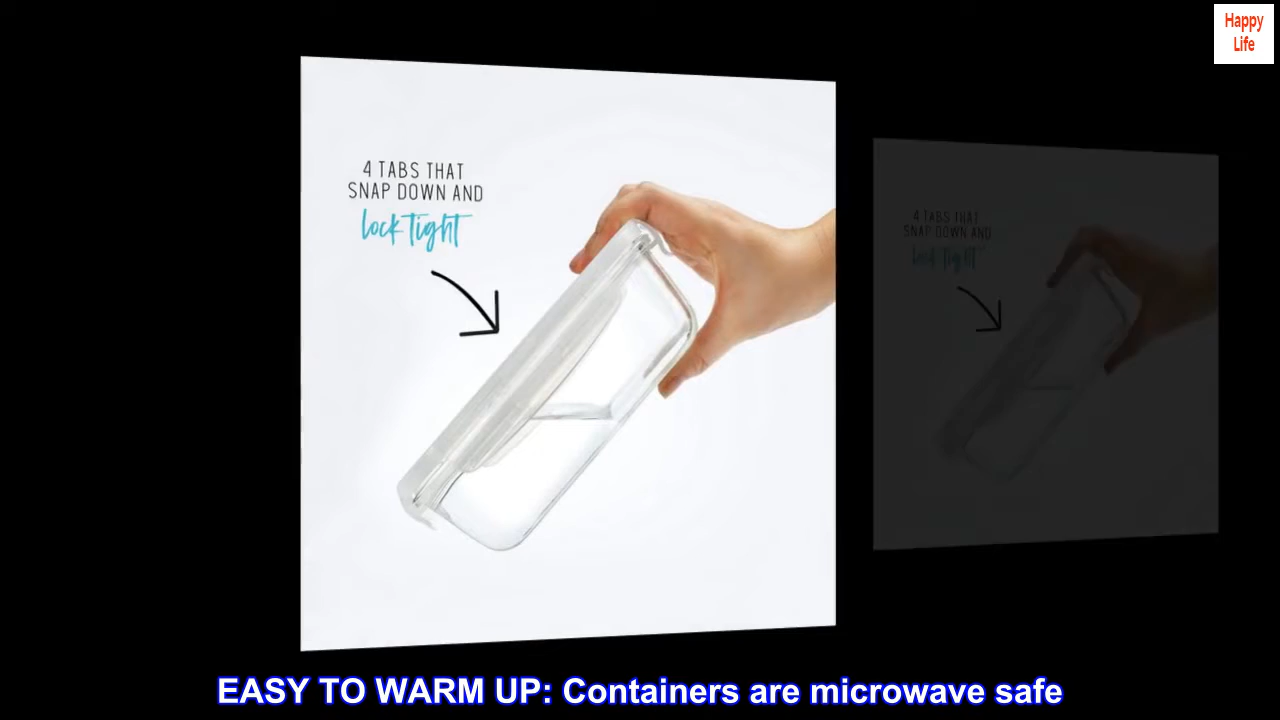 Happy
Life
4 TABS THAT
SNAP DOWN AND
lock tight
4 TABS THAT
SNAP DOWN AND
lock tight
EASY TO WARM UP: Containers are microwave safe